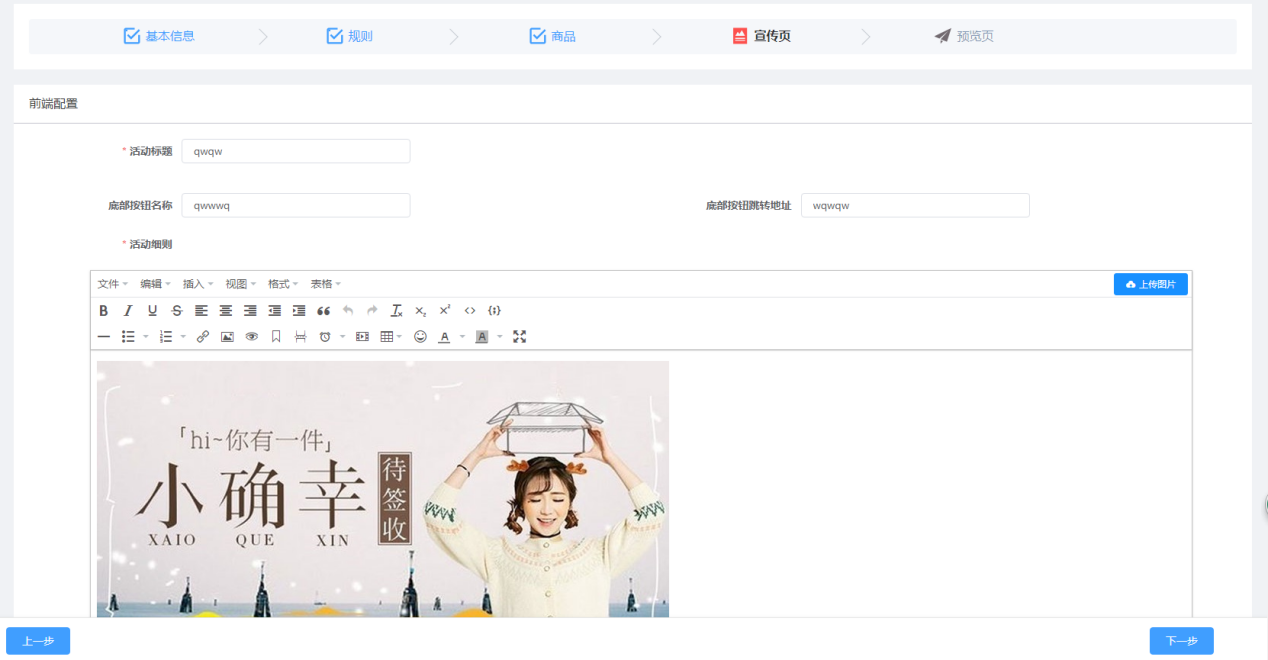 基本信息
规则
商品
宣传页
预览页
前端配置
* 活动标题
qwqw
底部按钮名称
qwwwq
底部按钮跳转地址
wqwqw
* 活动细则
文件 编辑 插入 视图 格式 表格
上传图片
「hi~你有一件」
小确幸
待签收
XAIO QUE XIN
上一步
下一步